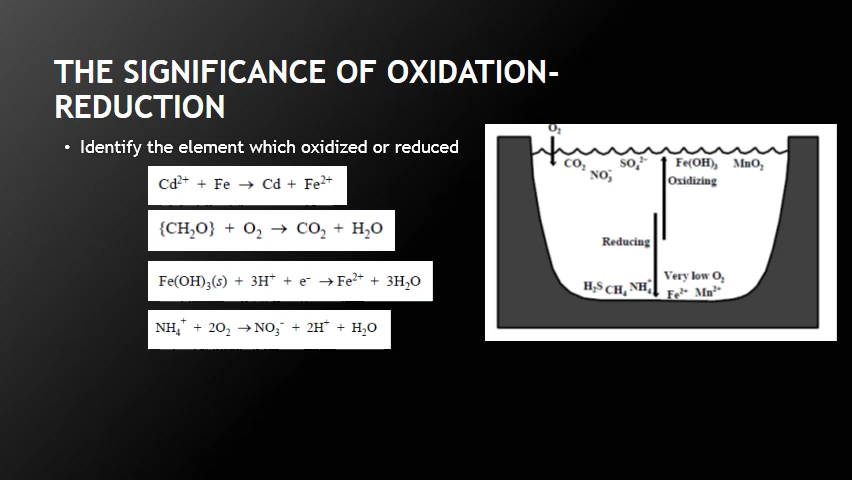 THE SIGNIFICANCE OF OXIDATION-
REDUCTION
• Identify the element which oxidized or reduced
Cd²⁺ + Fe → Cd + Fe²⁺
{CH₂O} + O₂ → CO₂ + H₂O
Fe(OH)₃(s) + 3H⁺ + e⁻ → Fe²⁺ + 3H₂O
NH₄⁺ + 2O₂ → NO₃⁻ + 2H⁺ + H₂O
O₂
CO₂ NO₃⁻ SO₄²⁻ Fe(OH)₃ MnO₂
Oxidizing
Reducing
H₂S CH₄ NH₄⁺ Very low O₂
Fe²⁺ Mn²⁺